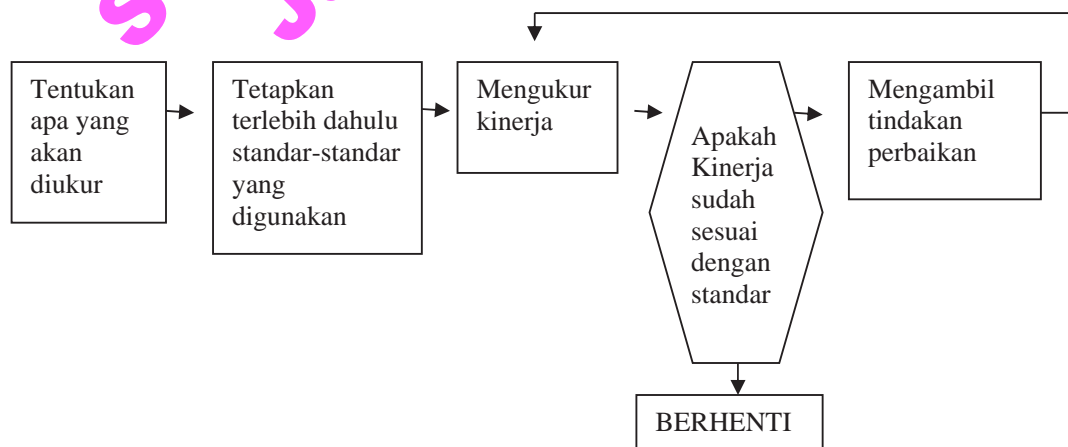 Tentukan
apa yang
akan
diukur
Tetapkan
terlebih dahulu
standar-standar
yang
digunakan
Mengukur
kinerja
Apakah
Kinerja
sudah
sesuai
dengan
standar
Mengambil
tindakan
perbaikan
BERHENTI